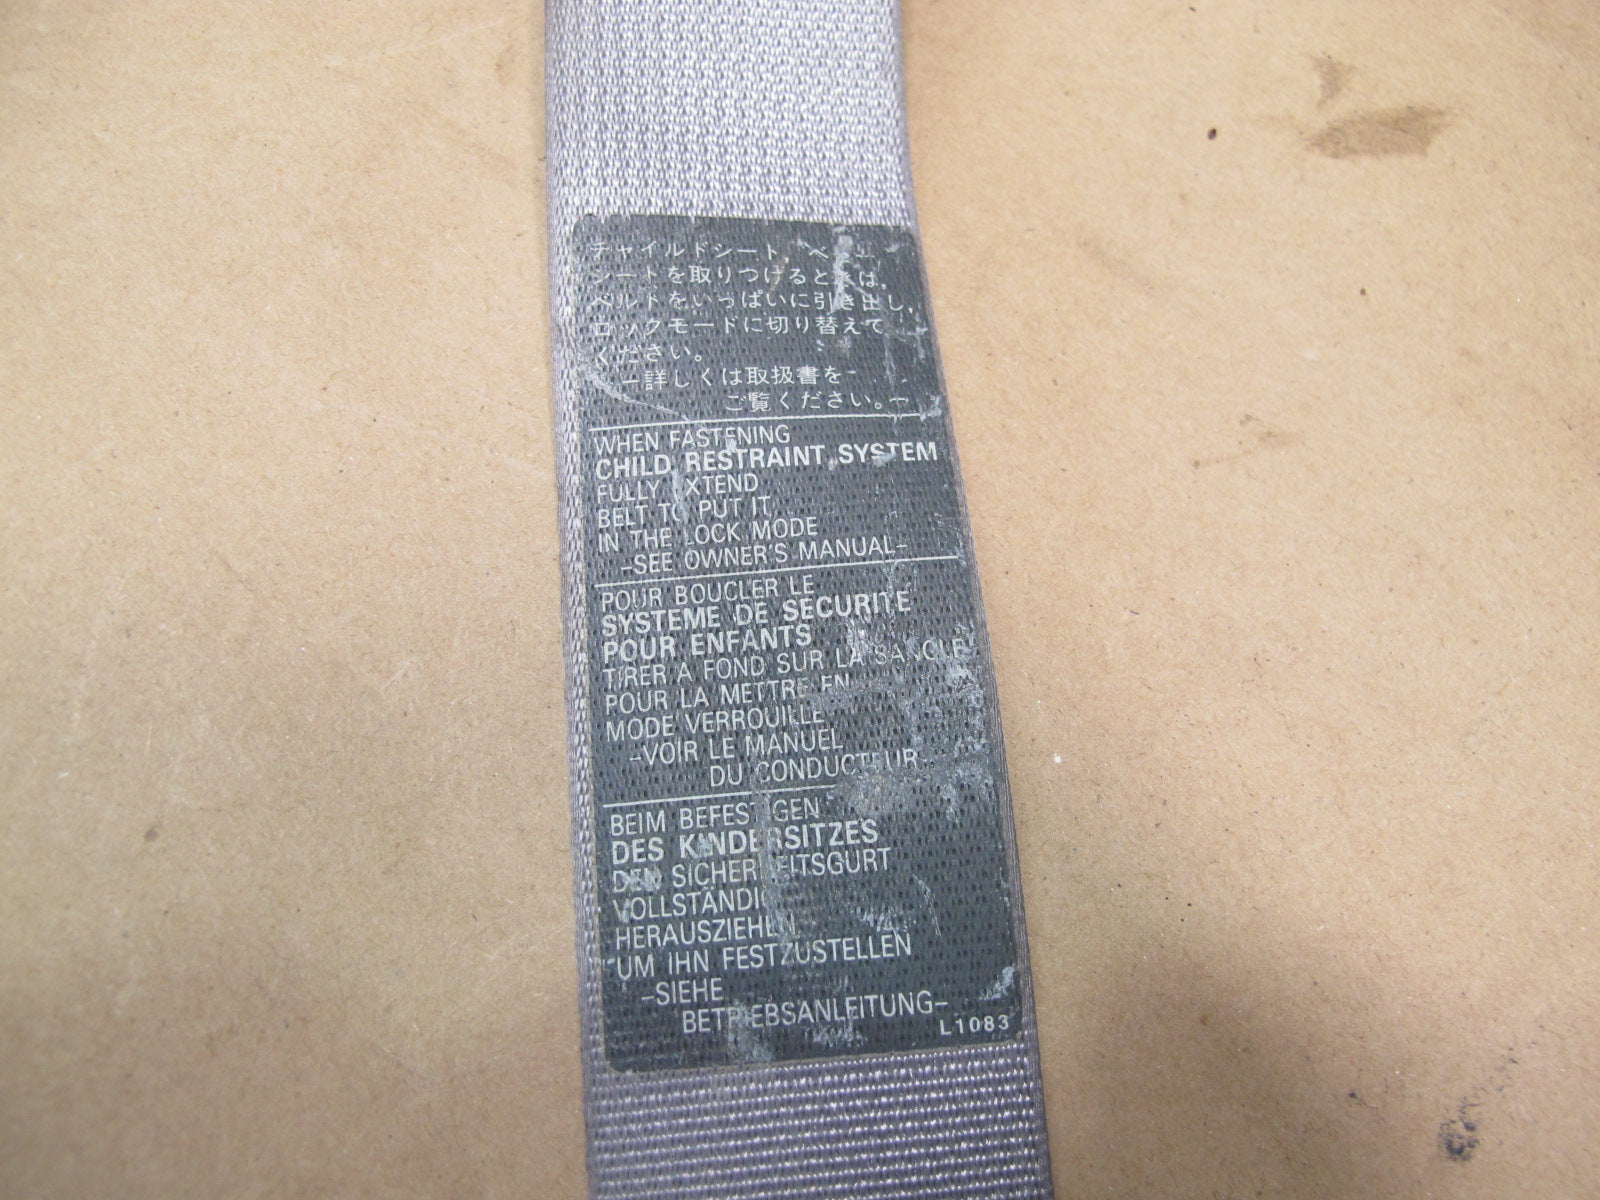 チャイルドシート、ベ
シートを取りつけるときは、
ベルトをいっぱいに引き出し、
ロックモードに切り替えて
ください。
－詳しくは取扱書を
ご覧ください。－
WHEN FASTENING
CHILD RESTRAINT SYSTEM
FULLY EXTEND
BELT TO PUT IT
IN THE LOCK MODE
-SEE OWNER'S MANUAL-
POUR BOUCLER LE
SYSTEME DE SECURITE
POUR ENFANTS
TIRER A FOND SUR LA SANGLE
POUR LA METTRE EN
MODE VERROUILLE
-VOIR LE MANUEL
DU CONDUCTEUR
BEIM BEFESTIGEN
DES KINDERSITZES
DEN SICHERHEITSGURT
VOLLSTÄNDIG
HERAUSZIEHEN
UM IHN FESTZUSTELLEN
-SIEHE
BETRIEBSANLEITUNG-
L1083